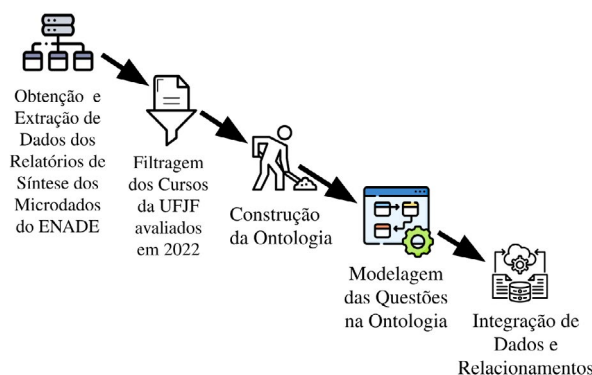 Obtenção e
Extração de
Dados dos
Relatórios de
Síntese dos
Microdados
do ENADE
Filtragem
dos Cursos
da UFJF
avaliados
em 2022
Construção
da Ontologia
Modelagem
das Questões
na Ontologia
Integração de
Dados e
Relacionamentos